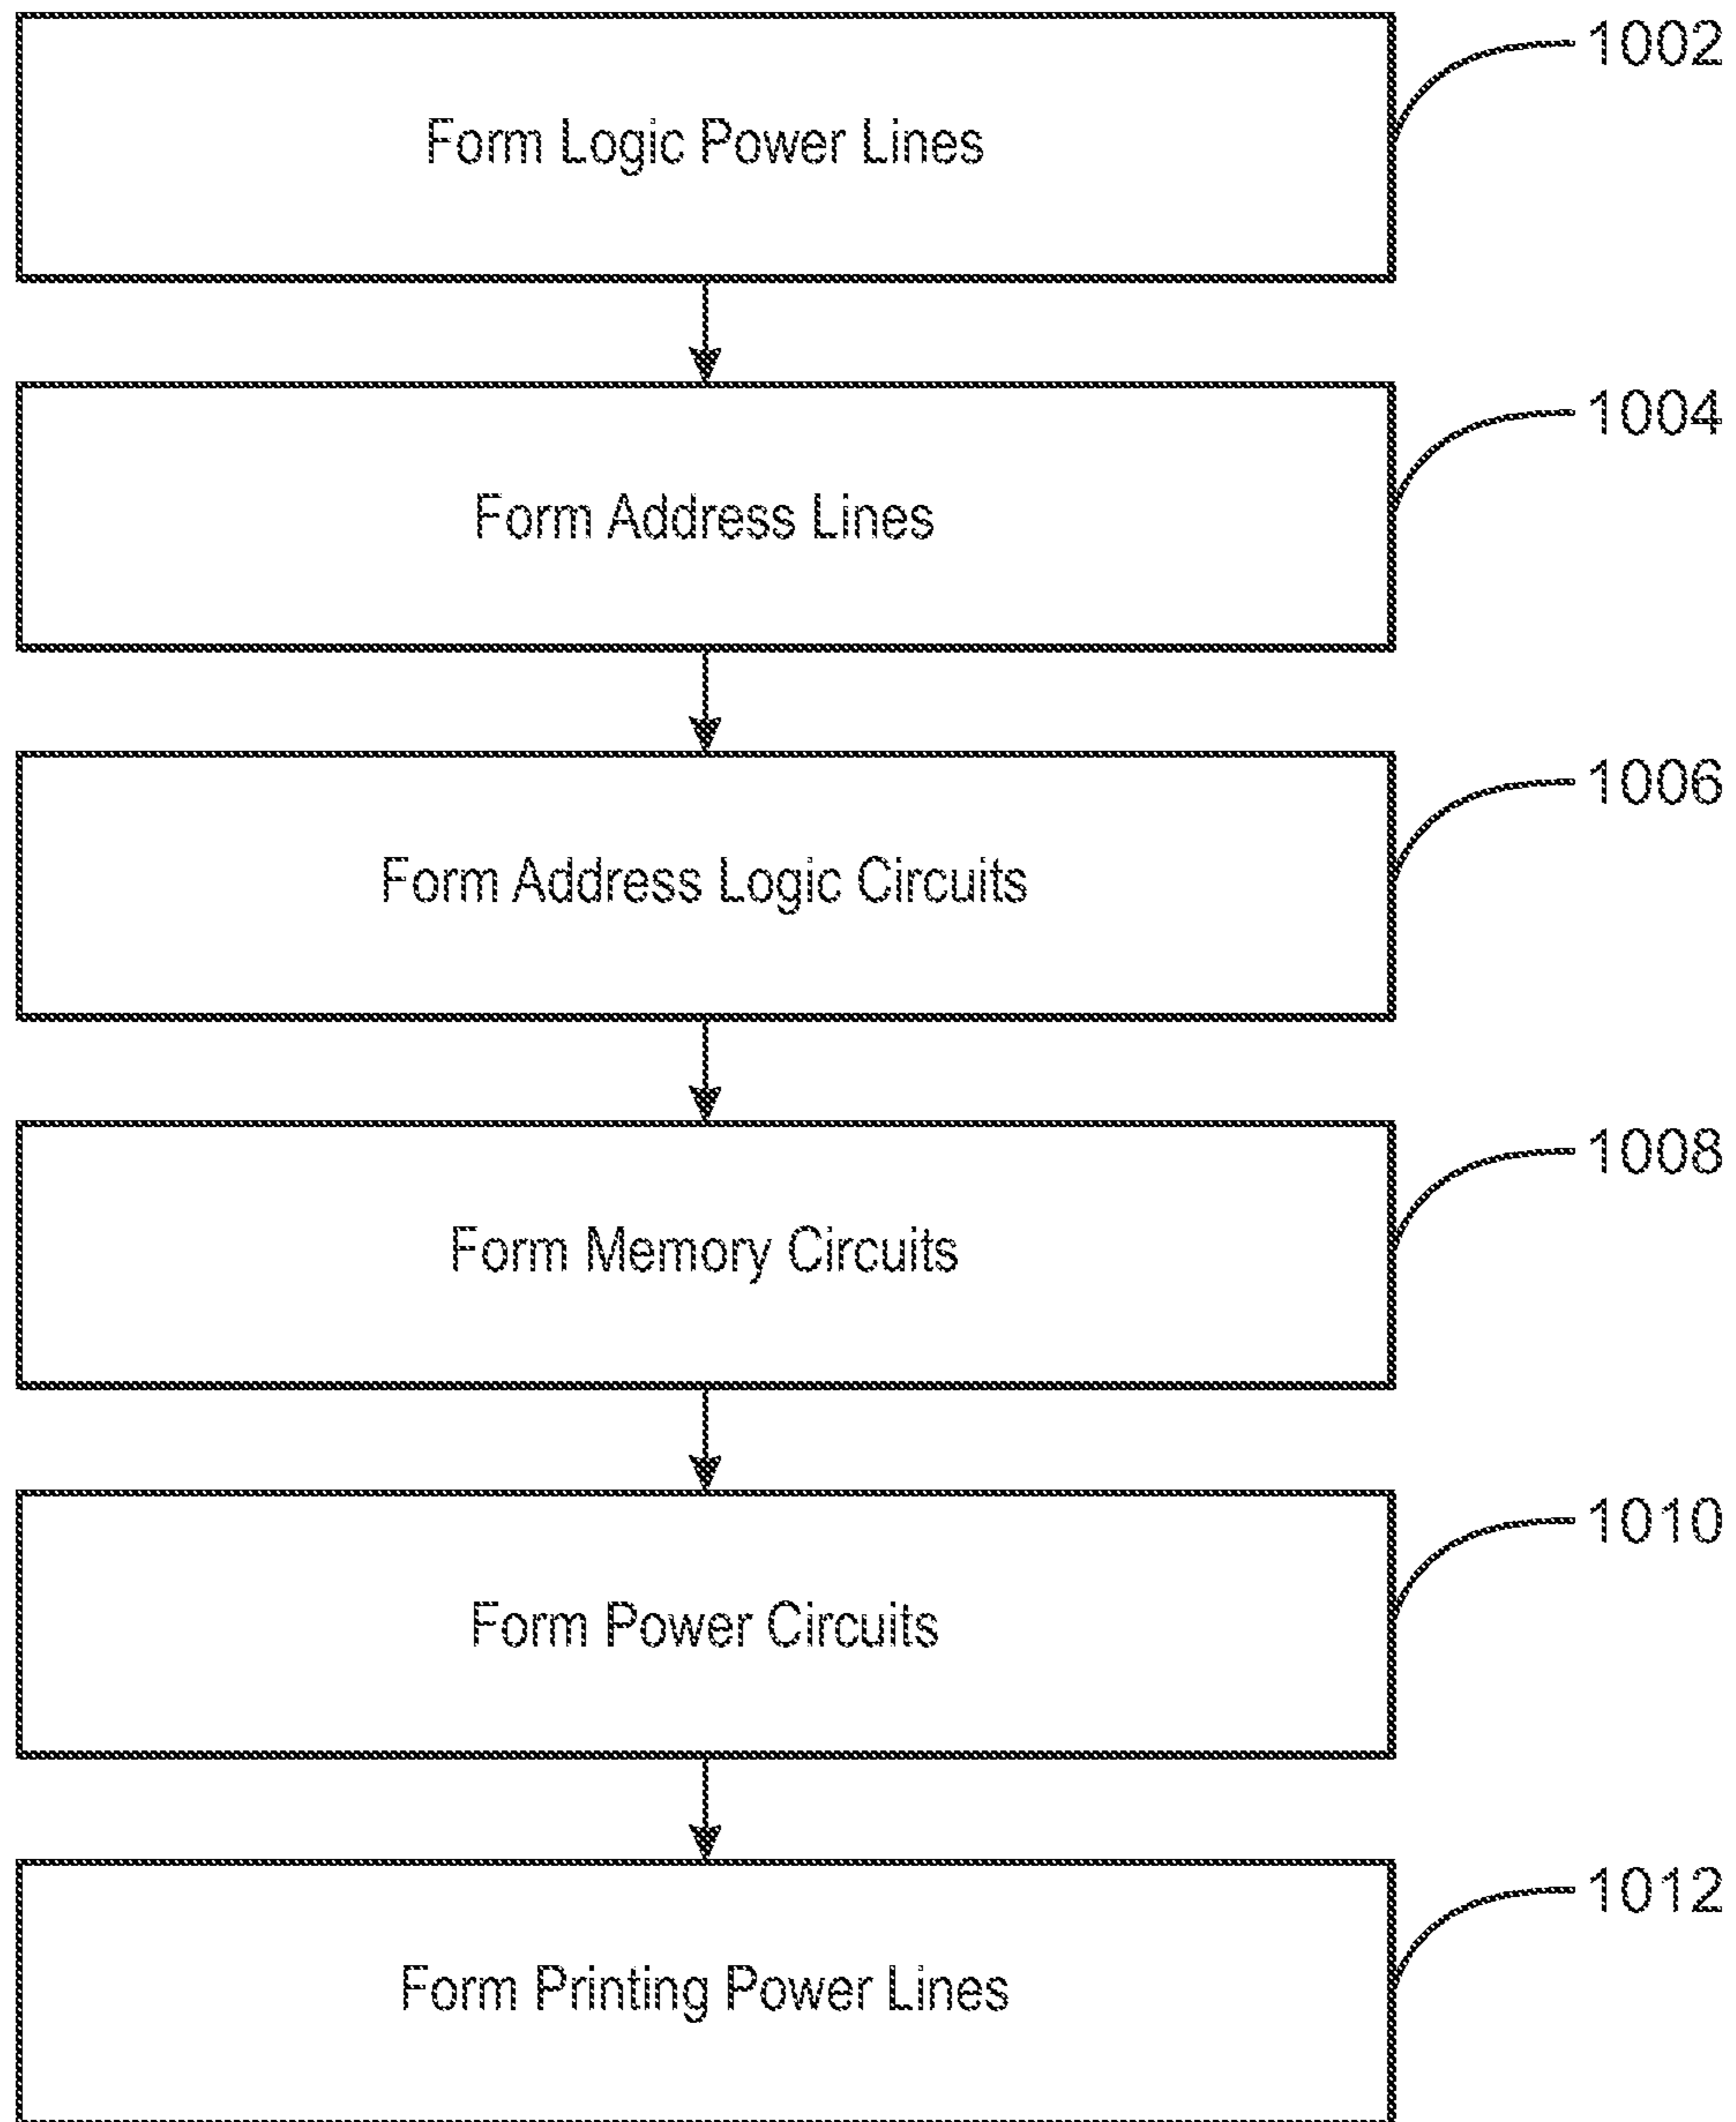 1002
Form Logic Power Lines
1004
Form Address Lines
1006
Form Address Logic Circuits
1008
Form Memory Circuits
1010
Form Power Circuits
1012
Form Printing Power Lines